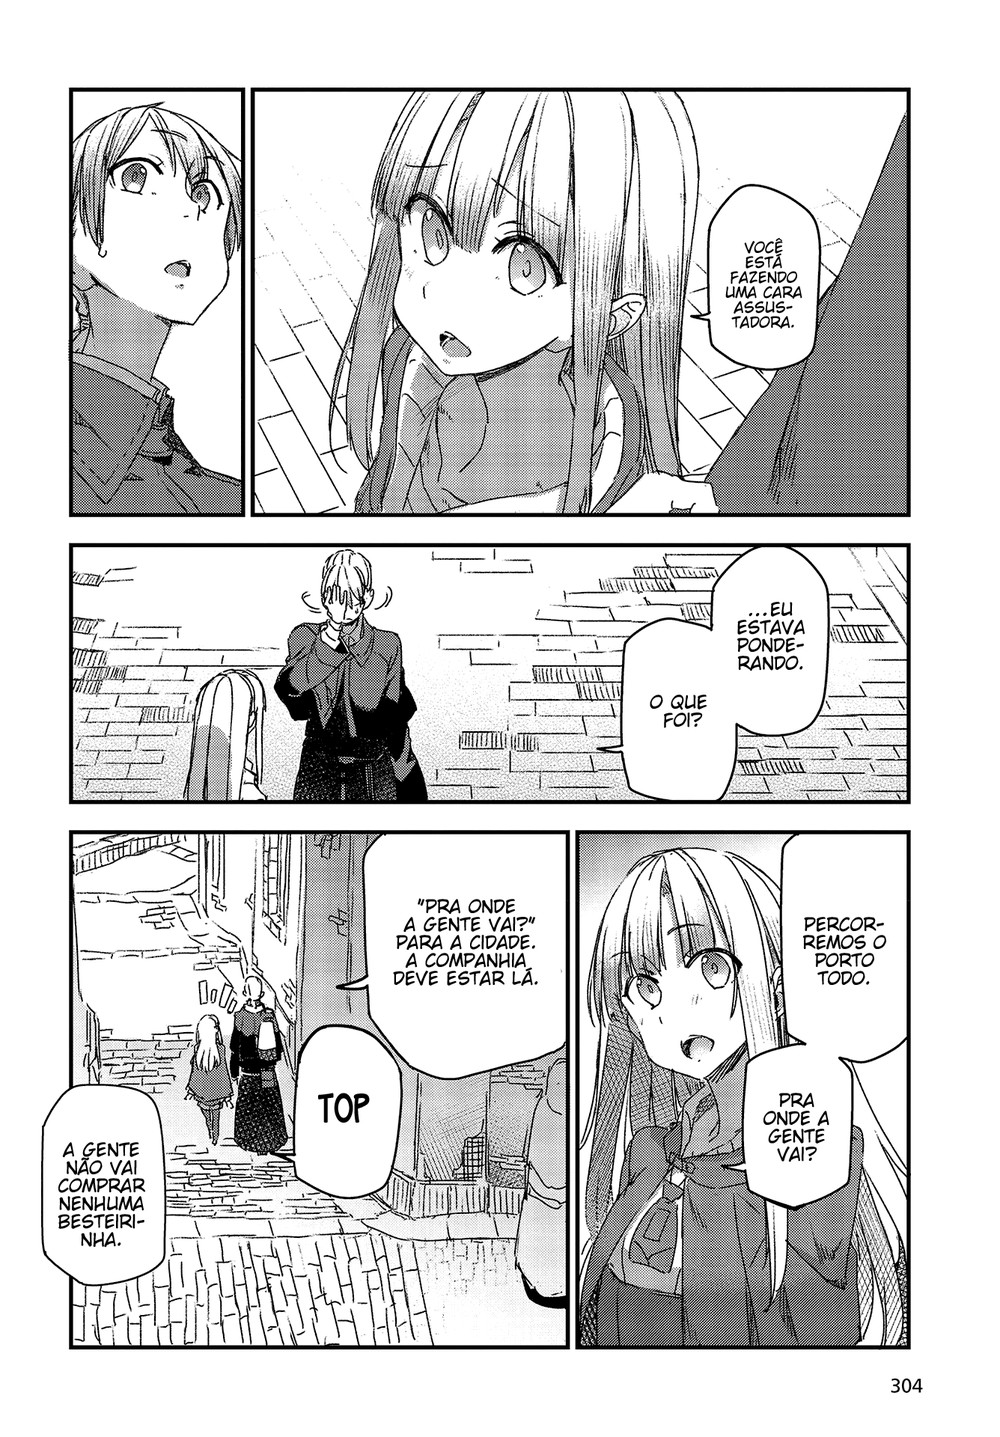 VOCÊ
ESTÁ
FAZENDO
UMA CARA
ASSUS-
TADORA.
...EU
ESTAVA
PONDE-
RANDO.
O QUE
FOI?
PERCOR-
REMOS O
PORTO
TODO.
PRA
ONDE A
GENTE
VAI?
"PRA ONDE
A GENTE VAI?"
PARA A CIDADE.
A COMPANHIA
DEVE ESTAR LÁ.
TOP
A GENTE
NÃO VAI
COMPRAR
NENHUMA
BESTEIRI-
NHA.
304